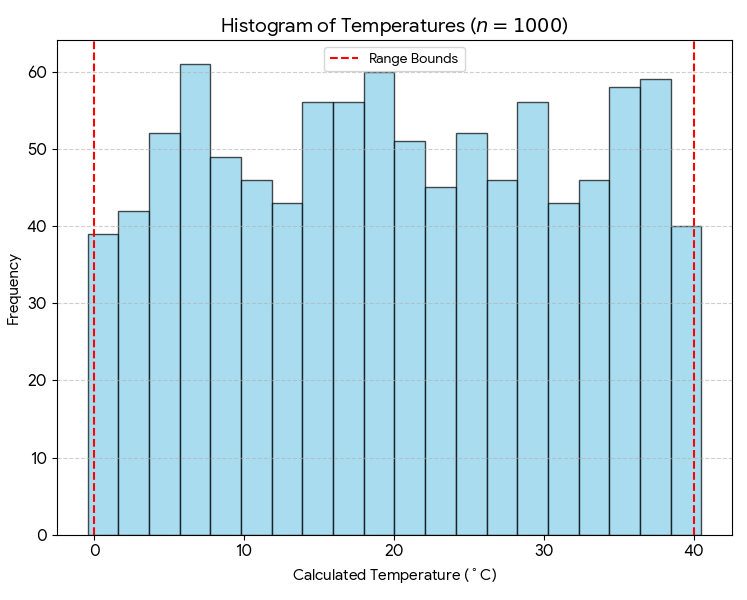 Histogram of Temperatures (n = 1000)
Range Bounds
Frequency
60
50
40
30
20
10
0
0 10 20 30 40
Calculated Temperature (°C)